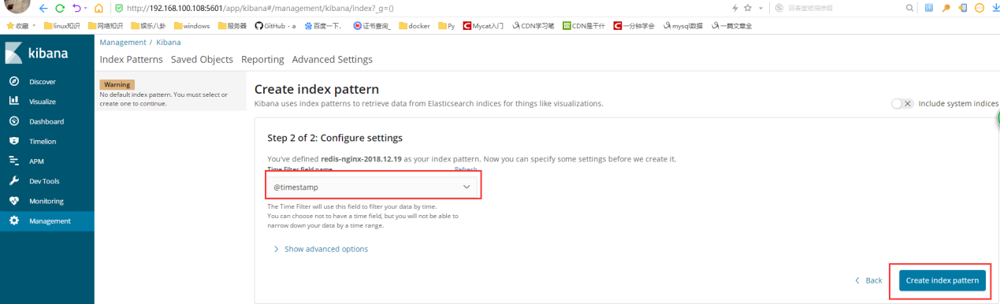 http://192.168.100.108:5601/app/kibana#/management/kibana/index?_g=()
收藏 linux知识 网络知识 娱乐八卦 windows 服务器 GitHub - a 百度一下, 证书查询_ docker Py Mycat入门 CDN学习笔 CDN是干什 一分钟学会 mysql数据 一篇文章全
Management / Kibana
kibana
Index Patterns Saved Objects Reporting Advanced Settings
Discover
Visualize
Dashboard
Timelion
APM
Dev Tools
Monitoring
Management
Warning
No default index pattern. You must select or
create one to continue.
Create index pattern
Kibana uses index patterns to retrieve data from Elasticsearch indices for things like visualizations.
Include system indices
Step 2 of 2: Configure settings
You've defined redis-nginx-2018.12.19 as your index pattern. Now you can specify some settings before we create it.
Time Filter field name Refresh
@timestamp
The Time Filter will use this field to filter your data by time.
You can choose not to have a time field, but you will not be able to
narrow down your data by a time range.
Show advanced options
Back
Create index pattern